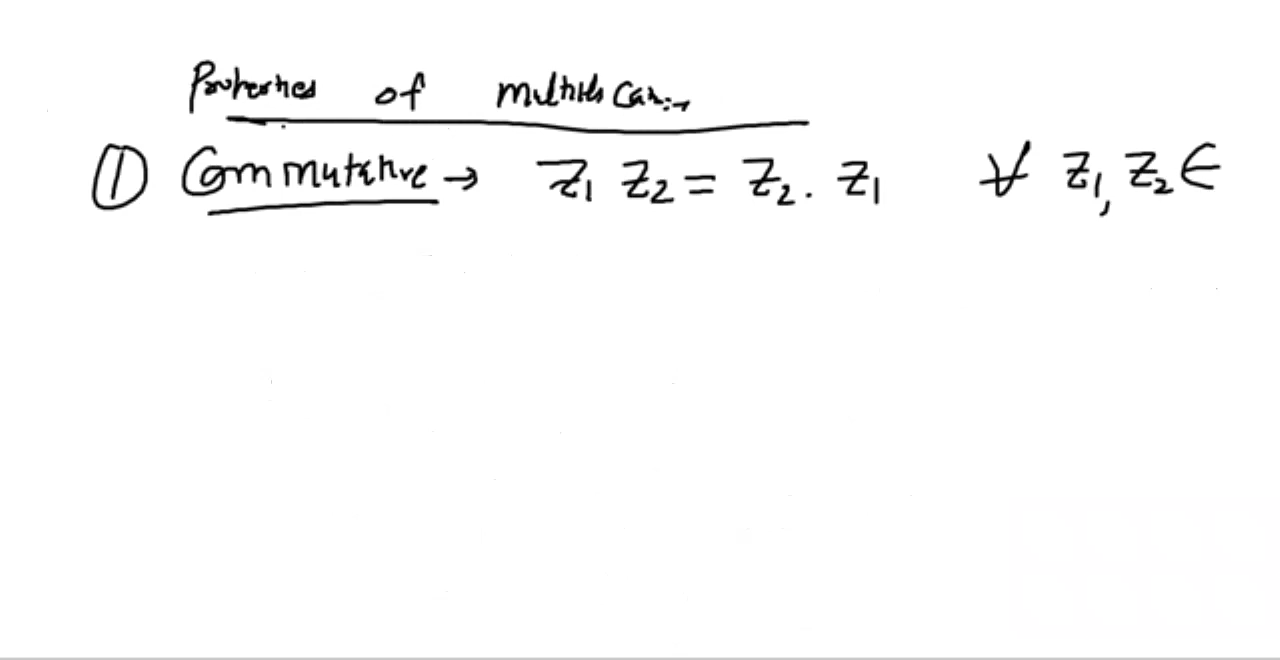 Properties of multiplication
① Commutative → z₁ z₂ = z₂ . z₁ ∀ z₁, z₂ ∈